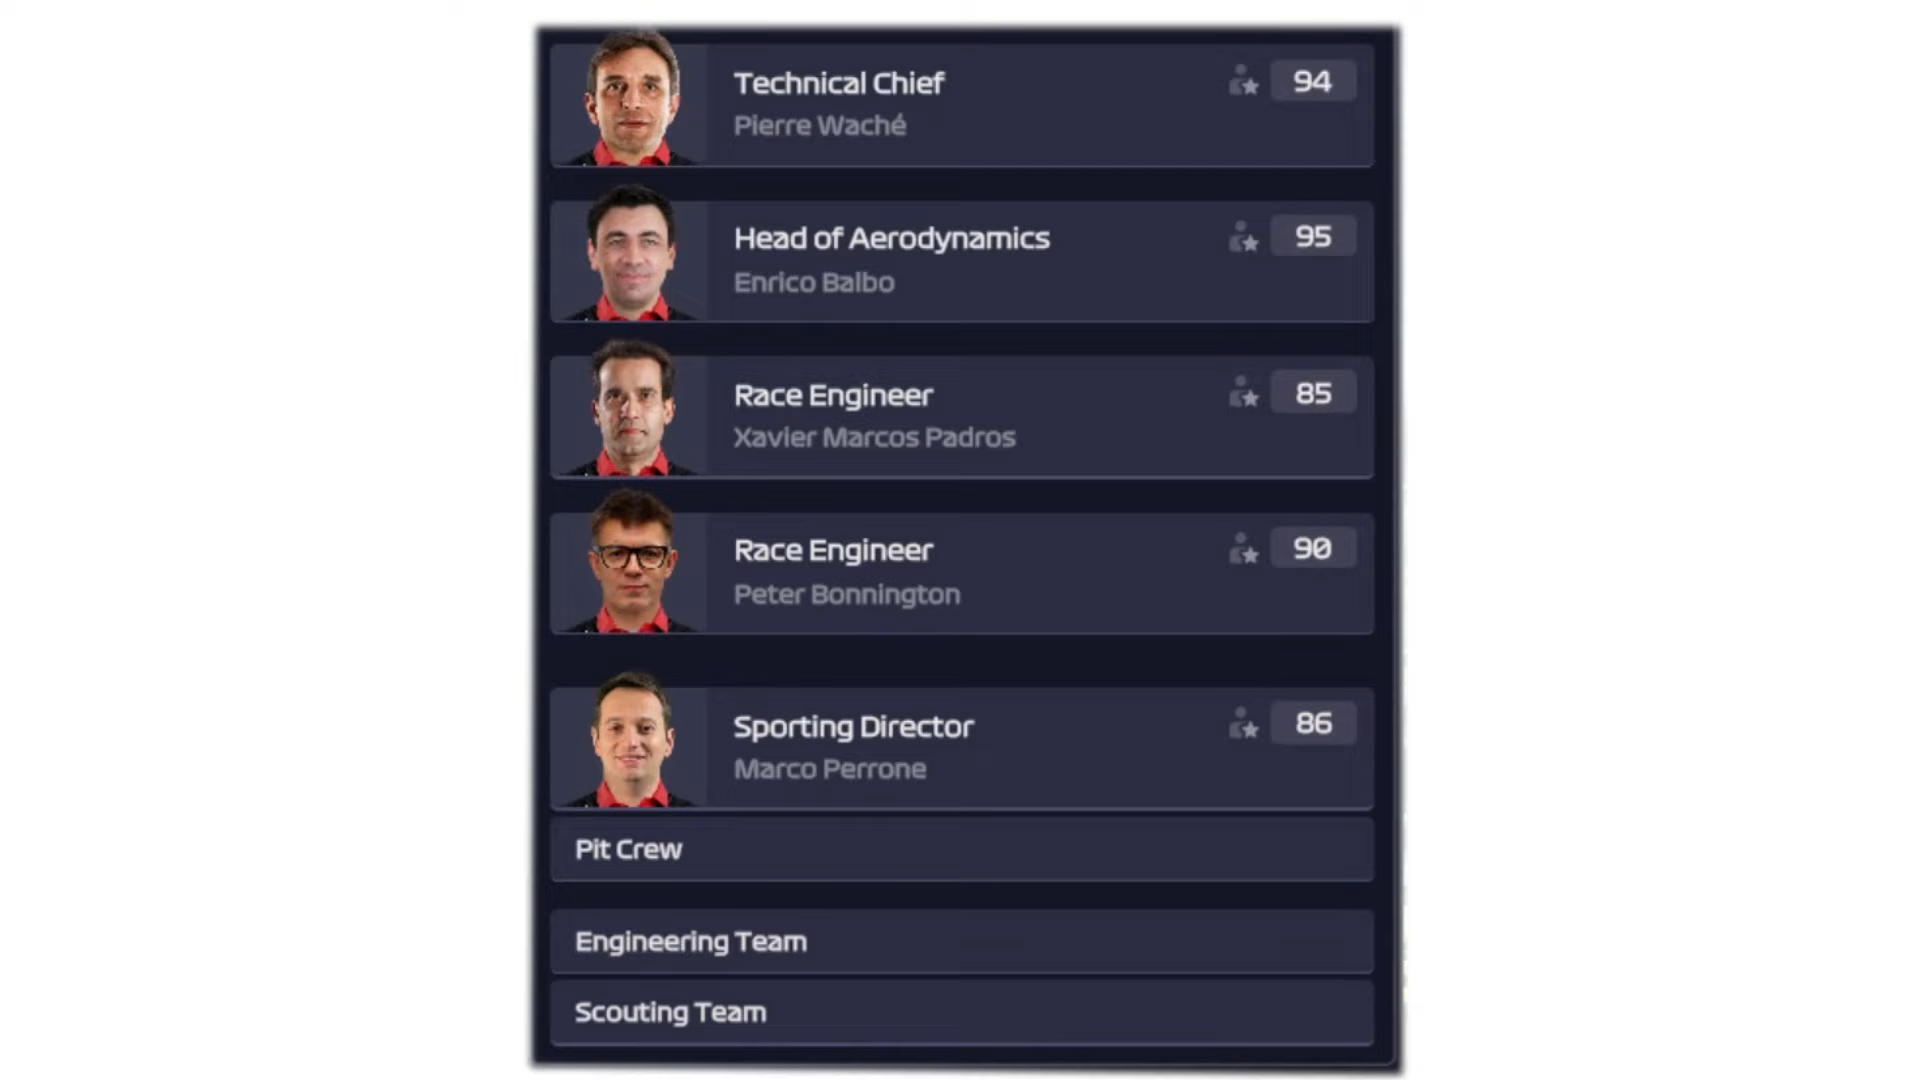 Technical Chief
94
Pierre Waché
Head of Aerodynamics
95
Enrico Balbo
Race Engineer
85
Xavier Marcos Padros
Race Engineer
90
Peter Bonnington
Sporting Director
86
Marco Perrone
Pit Crew
Engineering Team
Scouting Team